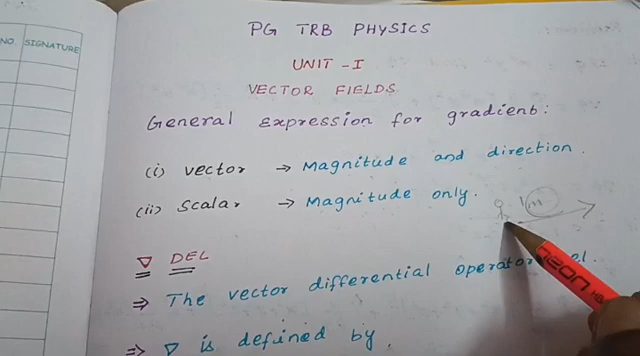 NO. SIGNATURE
PG TRB PHYSICS
UNIT - I
VECTOR FIELDS
General Expression for gradient:
(i) vector → Magnitude and direction.
(ii) Scalar → Magnitude only.
1m
∇ DEL
⇒ The vector differential operator
⇒ ∇ is defined by